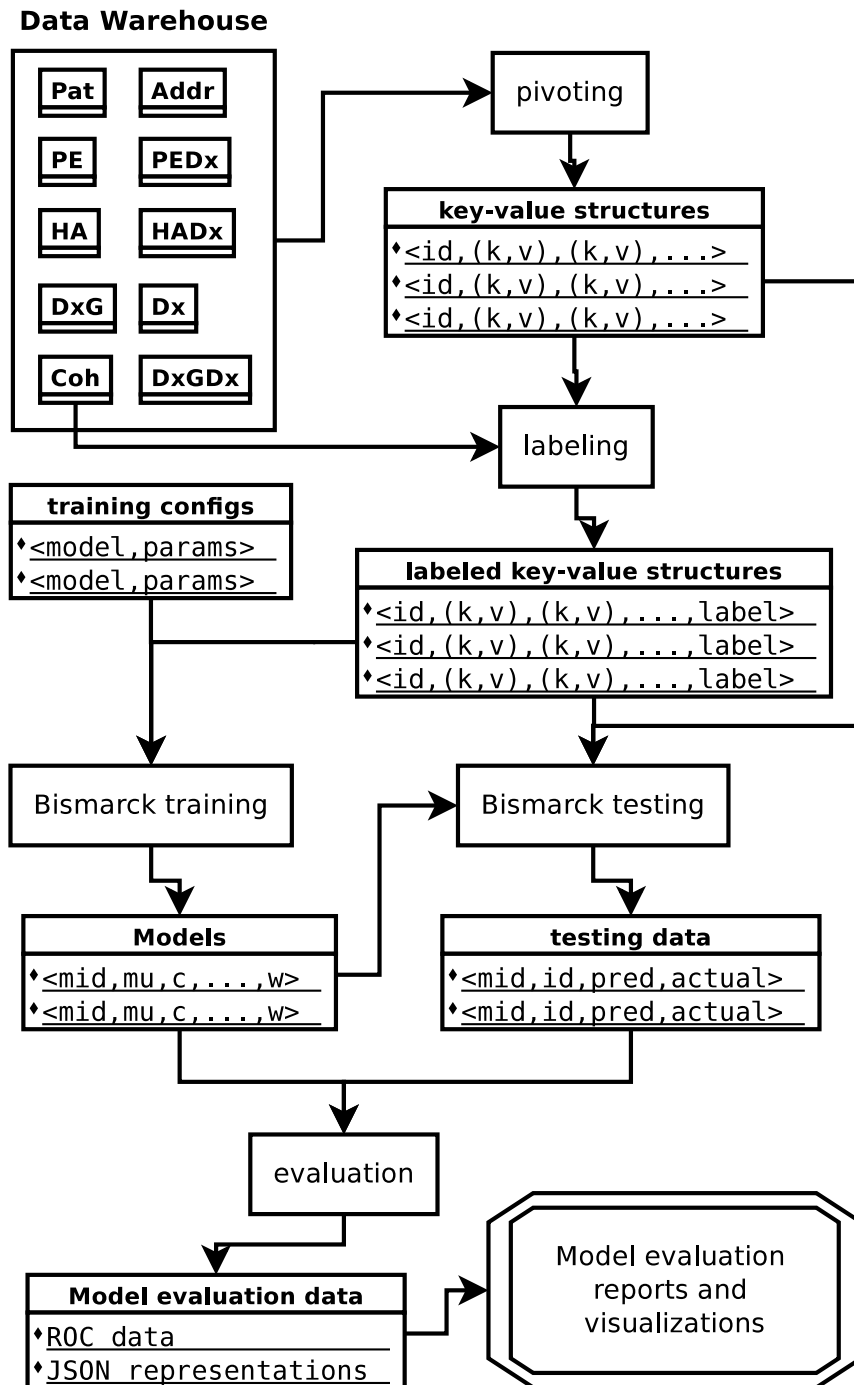 Data Warehouse
Pat
Addr
PE
PEDx
HA
HADx
DxG
Dx
Coh
DxGDx
pivoting
key-value structures
<id,(k,v),(k,v),...>
<id,(k,v),(k,v),...>
<id,(k,v),(k,v),...>
labeling
training configs
<model,params>
<model,params>
labeled key-value structures
<id,(k,v),(k,v),...,label>
<id,(k,v),(k,v),...,label>
<id,(k,v),(k,v),...,label>
Bismarck training
Bismarck testing
Models
<mid,mu,c,...,w>
<mid,mu,c,...,w>
testing data
<mid,id,pred,actual>
<mid,id,pred,actual>
evaluation
Model evaluation data
ROC data
JSON representations
Model evaluation
reports and
visualizations